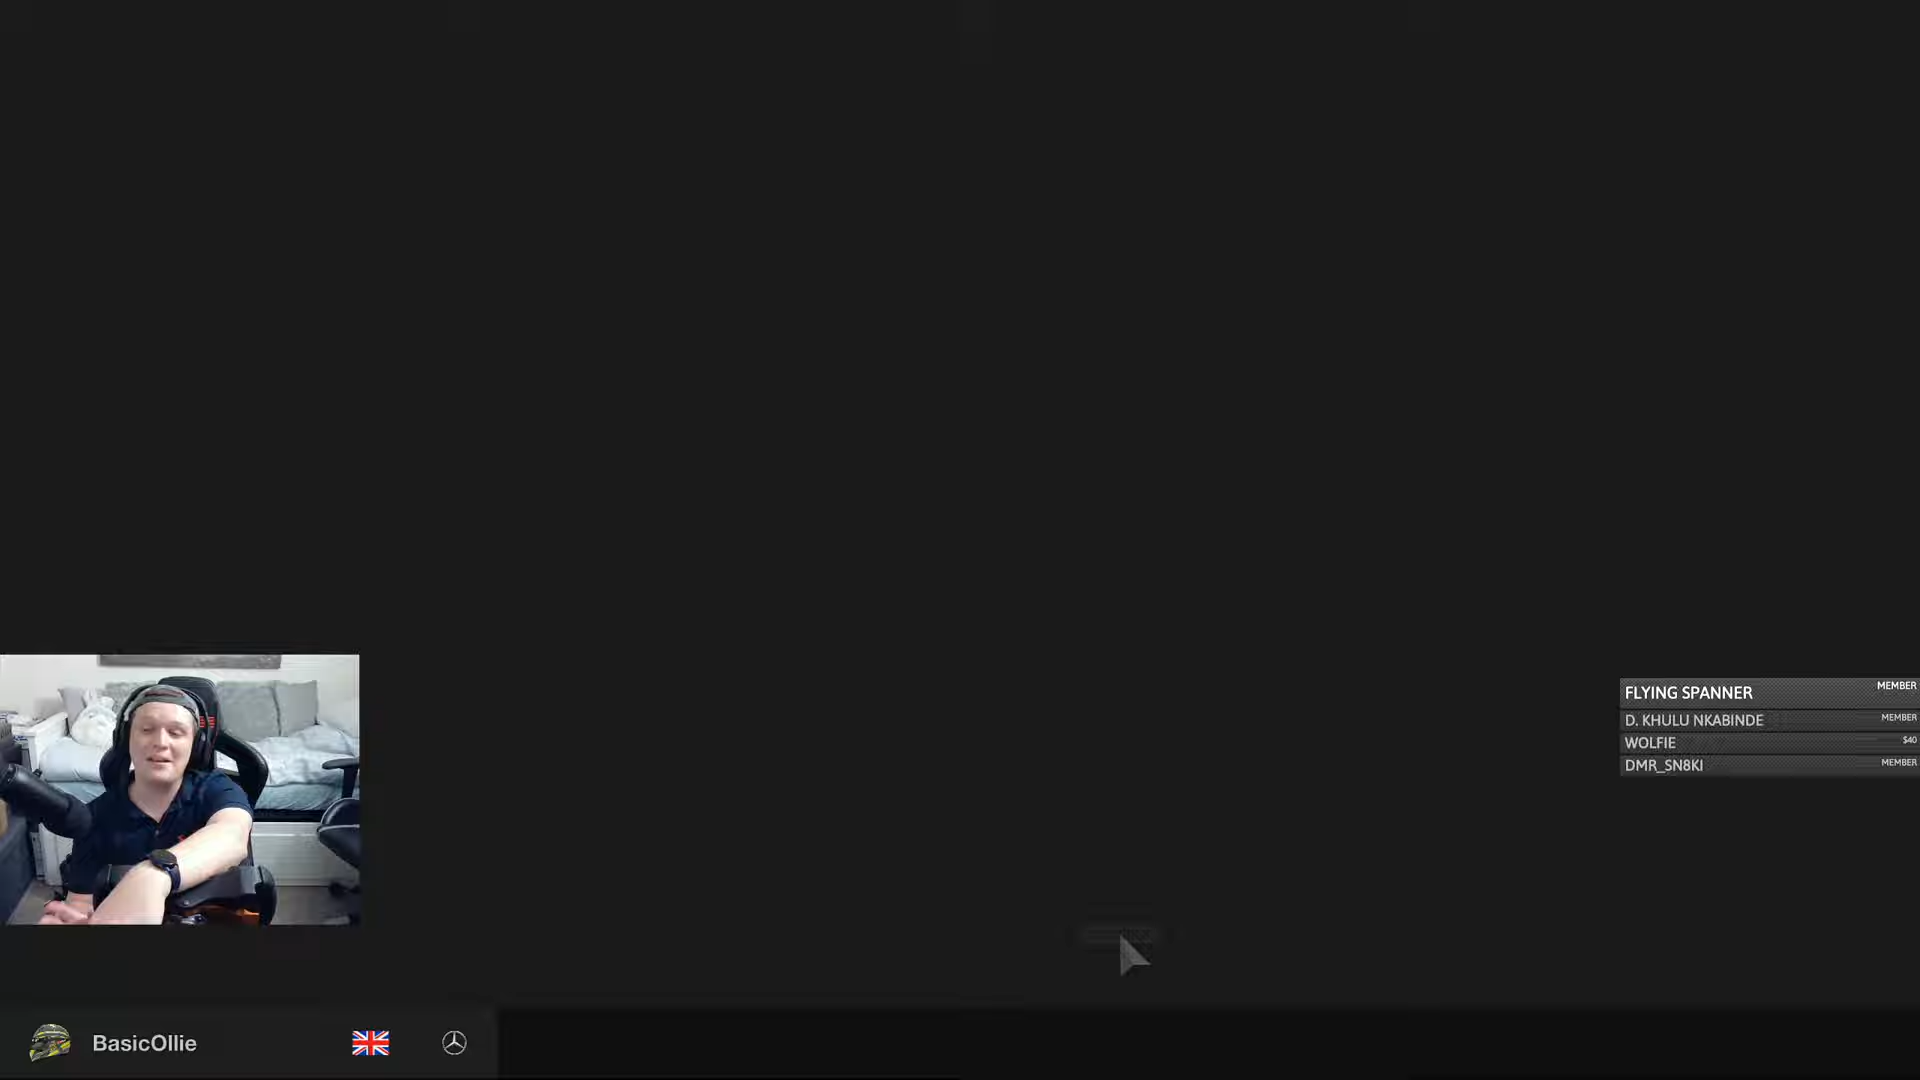 FLYING SPANNER MEMBER
D. KHULU NKABINDE MEMBER
WOLFIE $40
DMR_SN8KI MEMBER
BasicOllie